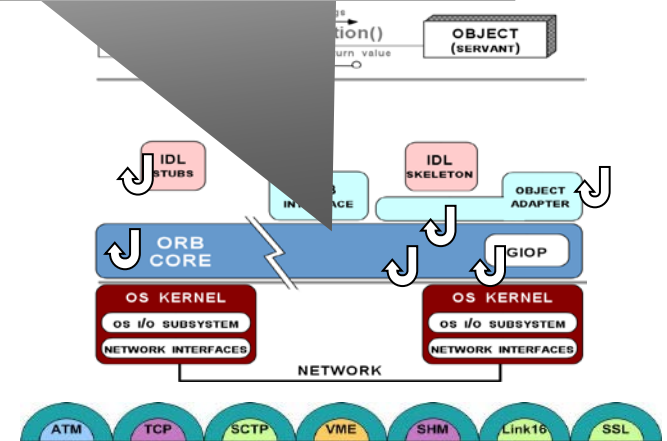 OBJECT
(SERVANT)
IDL
STUBS
IDL
SKELETON
OBJECT
ADAPTER
ORB
CORE
GIOP
OS KERNEL
OS I/O SUBSYSTEM
NETWORK INTERFACES
OS KERNEL
OS I/O SUBSYSTEM
NETWORK INTERFACES
NETWORK
ATM
TCP
SCTP
VME
SHM
Link16
SSL